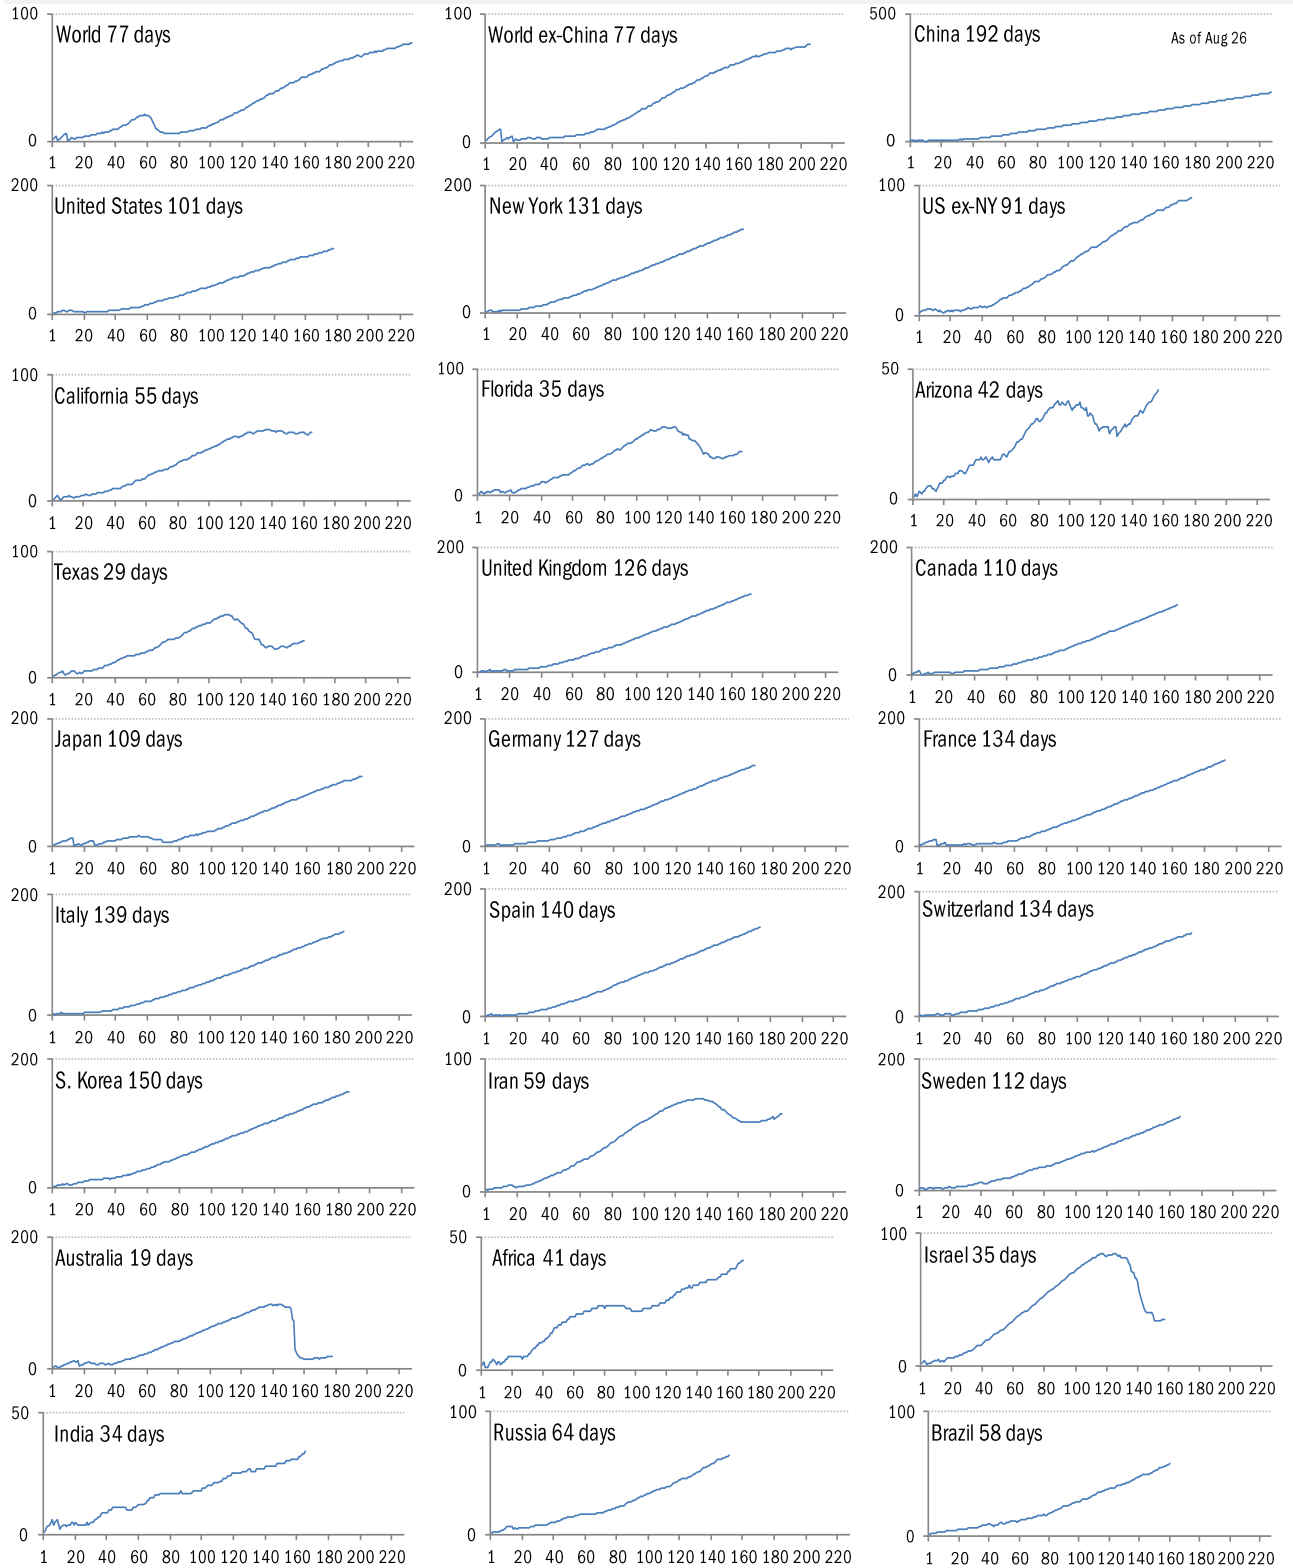 100 World 77 days
0
1 20 40 60 80 100 120 140 160 180 200 220
100 World ex-China 77 days
0
1 20 40 60 80 100 120 140 160 180 200 220
500 China 192 days As of Aug 26
0
1 20 40 60 80 100 120 140 160 180 200 220
200 United States 101 days
0
1 20 40 60 80 100 120 140 160 180 200 220
200 New York 131 days
0
1 20 40 60 80 100 120 140 160 180 200 220
100 US ex-NY 91 days
0
1 20 40 60 80 100 120 140 160 180 200 220
100 California 55 days
0
1 20 40 60 80 100 120 140 160 180 200 220
100 Florida 35 days
0
1 20 40 60 80 100 120 140 160 180 200 220
50 Arizona 42 days
0
1 20 40 60 80 100 120 140 160 180 200 220
100 Texas 29 days
0
1 20 40 60 80 100 120 140 160 180 200 220
200 United Kingdom 126 days
0
1 20 40 60 80 100 120 140 160 180 200 220
200 Canada 110 days
0
1 20 40 60 80 100 120 140 160 180 200 220
200 Japan 109 days
0
1 20 40 60 80 100 120 140 160 180 200 220
200 Germany 127 days
0
1 20 40 60 80 100 120 140 160 180 200 220
200 France 134 days
0
1 20 40 60 80 100 120 140 160 180 200 220
200 Italy 139 days
0
1 20 40 60 80 100 120 140 160 180 200 220
200 Spain 140 days
0
1 20 40 60 80 100 120 140 160 180 200 220
200 Switzerland 134 days
0
1 20 40 60 80 100 120 140 160 180 200 220
200 S. Korea 150 days
0
1 20 40 60 80 100 120 140 160 180 200 220
100 Iran 59 days
0
1 20 40 60 80 100 120 140 160 180 200 220
200 Sweden 112 days
0
1 20 40 60 80 100 120 140 160 180 200 220
200 Australia 19 days
0
1 20 40 60 80 100 120 140 160 180 200 220
50 Africa 41 days
0
1 20 40 60 80 100 120 140 160 180 200 220
100 Israel 35 days
0
1 20 40 60 80 100 120 140 160 180 200 220
50 India 34 days
0
1 20 40 60 80 100 120 140 160 180 200 220
100 Russia 64 days
0
1 20 40 60 80 100 120 140 160 180 200 220
100 Brazil 58 days
0
1 20 40 60 80 100 120 140 160 180 200 220